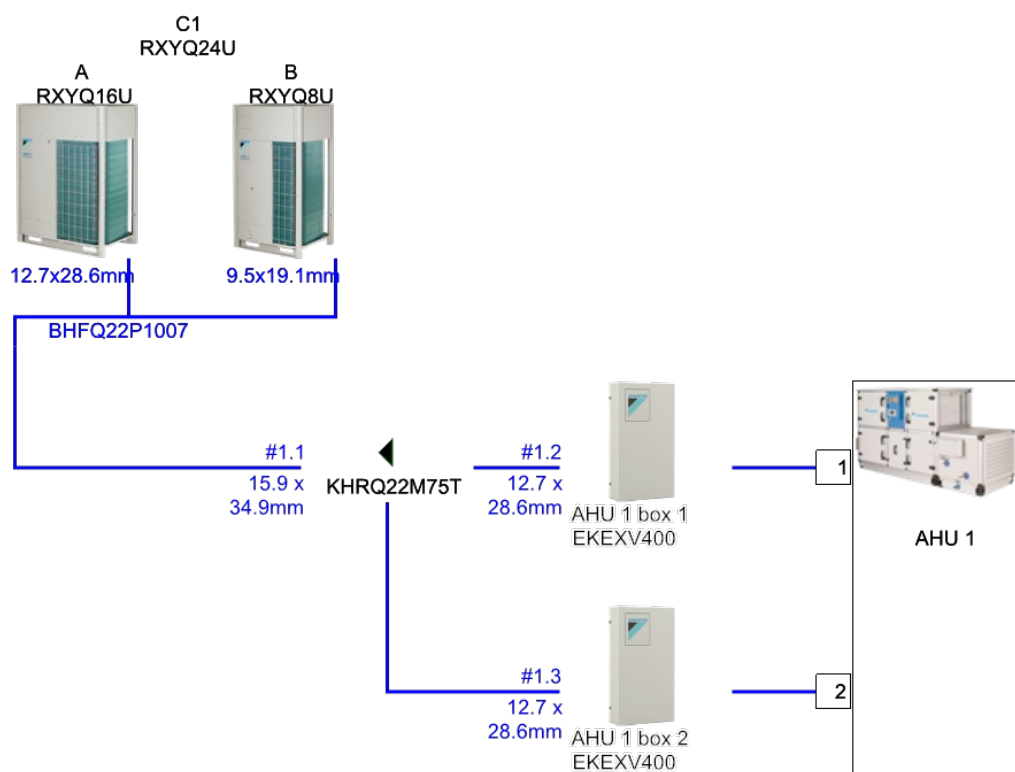 C1
RXYQ24U
A
RXYQ16U
B
RXYQ8U
12.7x28.6mm
9.5x19.1mm
BHFQ22P1007
#1.1
15.9 x
34.9mm
KHRQ22M75T
#1.2
12.7 x
28.6mm
AHU 1 box 1
EKEXV400
1
AHU 1
#1.3
12.7 x
28.6mm
AHU 1 box 2
EKEXV400
2